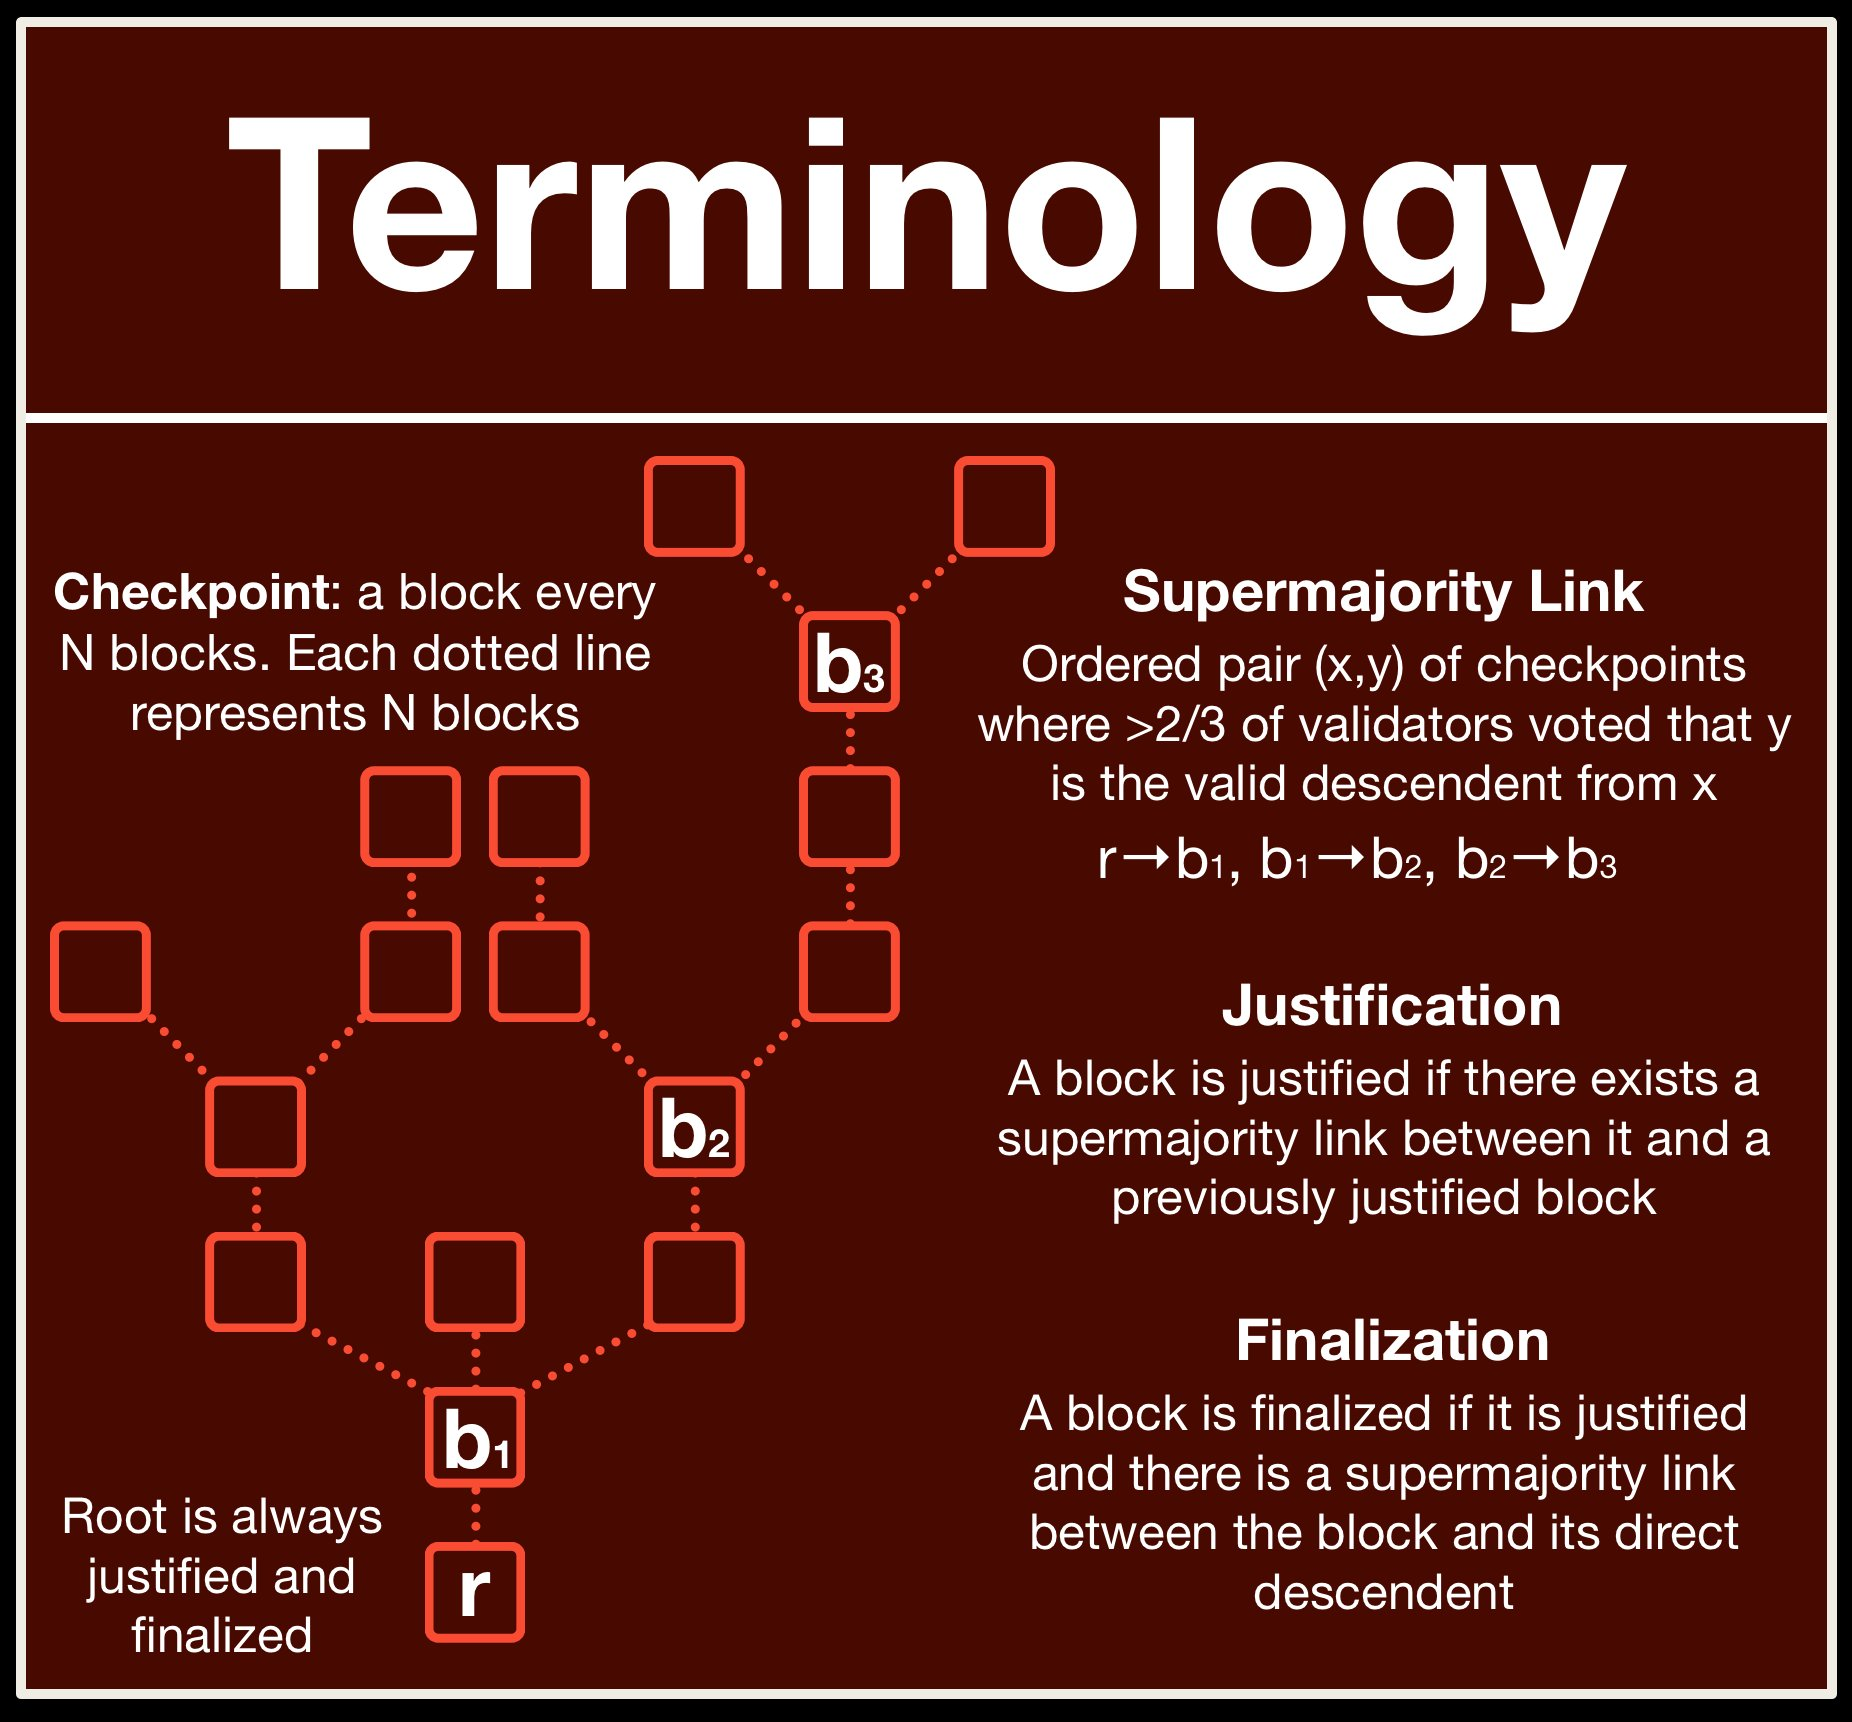 Terminology
Checkpoint: a block every
N blocks. Each dotted line
represents N blocks
b₃
b₂
b₁
r
Root is always
justified and
finalized
Supermajority Link
Ordered pair (x,y) of checkpoints
where >2/3 of validators voted that y
is the valid descendent from x
r→b₁, b₁→b₂, b₂→b₃
Justification
A block is justified if there exists a
supermajority link between it and a
previously justified block
Finalization
A block is finalized if it is justified
and there is a supermajority link
between the block and its direct
descendent